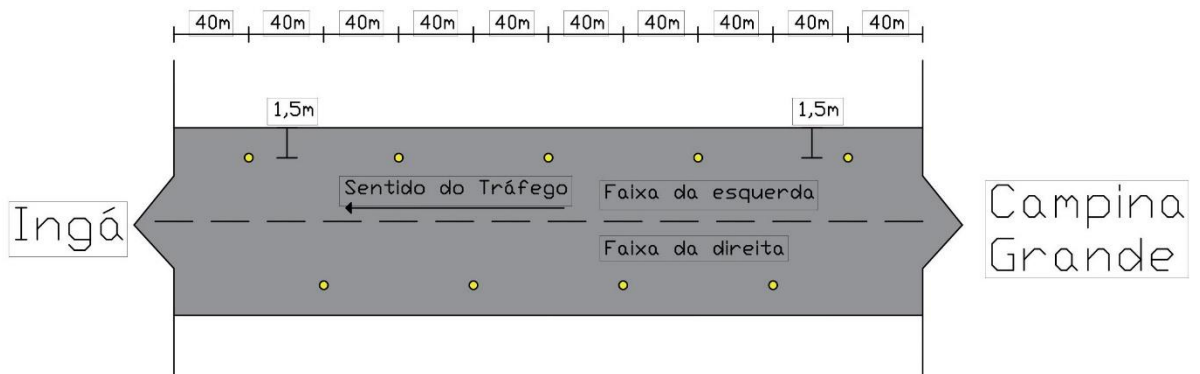 40m 40m 40m 40m 40m 40m 40m 40m 40m 40m
1,5m 1,5m
Sentido do Tráfego
Faixa da esquerda
Ingá
Faixa da direita
Campina
Grande